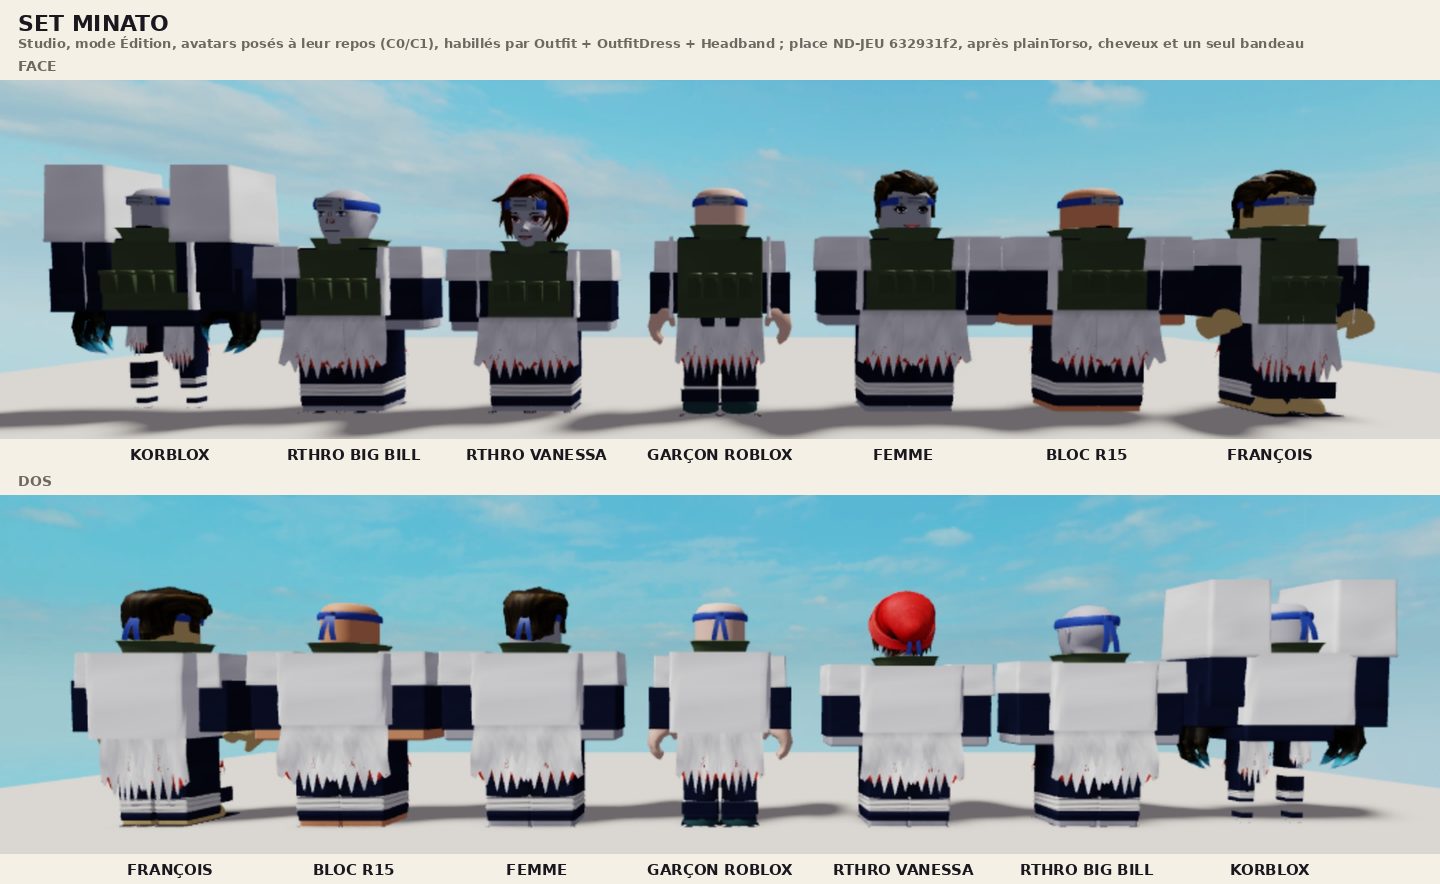 SET MINATO
Studio, mode Édition, avatars posés à leur repos (C0/C1), habillés par Outfit + OutfitDress + Headband ; place ND-JEU 632931f2, après plainTorso, cheveux et un seul bandeau
FACE
KORBLOX RTHRO BIG BILL RTHRO VANESSA GARÇON ROBLOX FEMME BLOC R15 FRANÇOIS
DOS
FRANÇOIS BLOC R15 FEMME GARÇON ROBLOX RTHRO VANESSA RTHRO BIG BILL KORBLOX